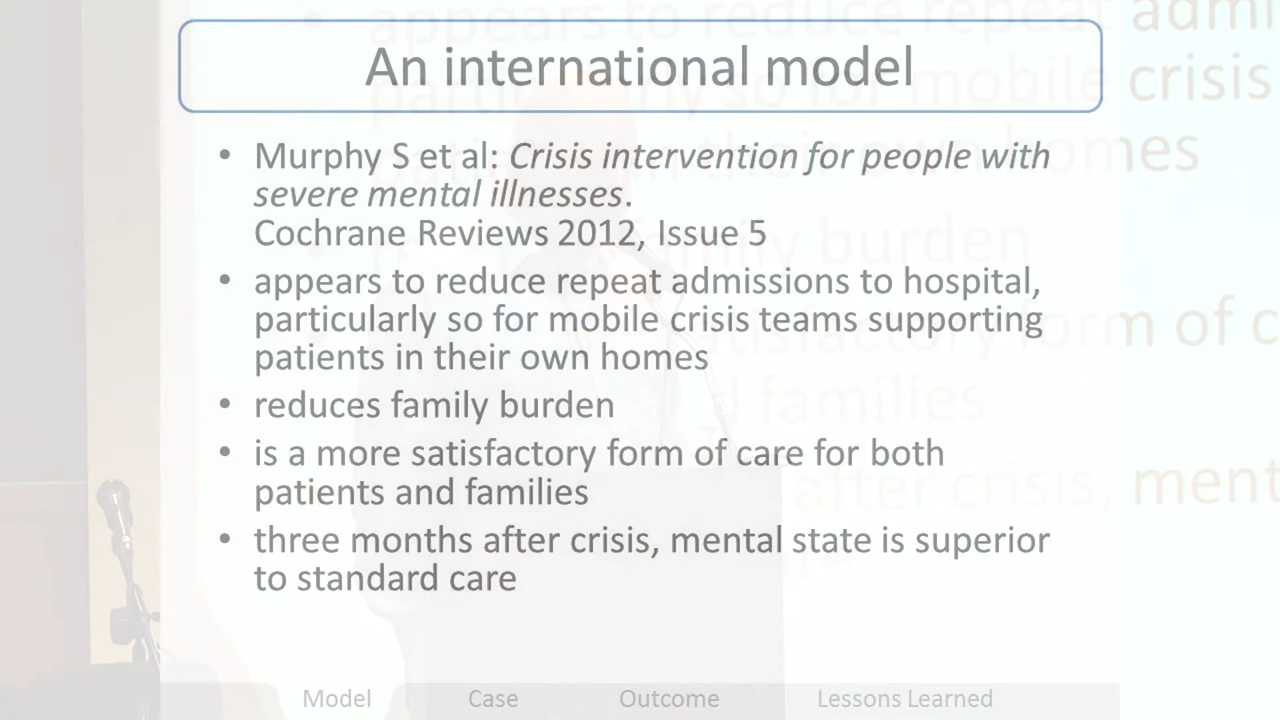 An international model
• Murphy S et al: Crisis intervention for people with
severe mental illnesses.
Cochrane Reviews 2012, Issue 5
• appears to reduce repeat admissions to hospital,
particularly so for mobile crisis teams supporting
patients in their own homes
• reduces family burden
• is a more satisfactory form of care for both
patients and families
• three months after crisis, mental state is superior
to standard care
Model Case Outcome Lessons Learned